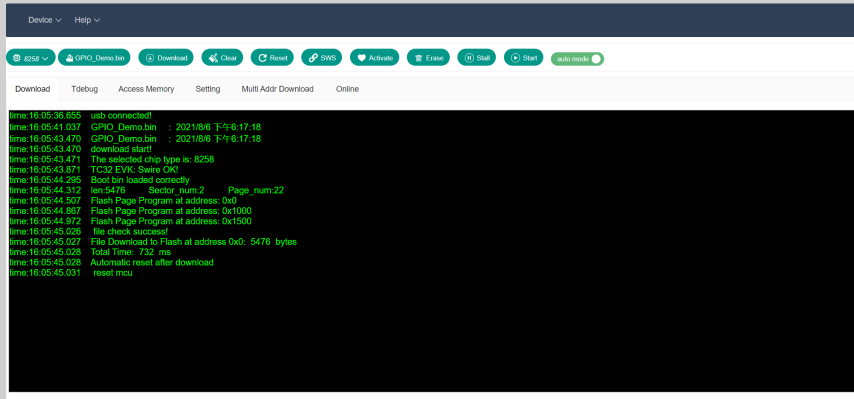 Device Help
8258 GPIO_Demo.bin Download Clear Reset SWS Activate Erase Stall Start auto mode
Download Tdebug Access Memory Setting Multi Addr Download Online
time:16:05:36.655 usb connected!
time:16:05:41.037 GPIO_Demo.bin : 2021/8/6 下午6:17:18
time:16:05:43.470 GPIO_Demo.bin : 2021/8/6 下午6:17:18
time:16:05:43.470 download start!
time:16:05:43.471 The selected chip type is: 8258
time:16:05:43.871 TC32 EVK: Swire OK!
time:16:05:44.295 Boot bin loaded correctly
time:16:05:44.312 len:5476 Sector_num:2 Page_num:22
time:16:05:44.507 Flash Page Program at address: 0x0
time:16:05:44.867 Flash Page Program at address: 0x1000
time:16:05:44.972 Flash Page Program at address: 0x1500
time:16:05:45.026 file check success!
time:16:05:45.027 File Download to Flash at address 0x0: 5476 bytes
time:16:05:45.028 Total Time: 732 ms
time:16:05:45.028 Automatic reset after download
time:16:05:45.031 reset mcu